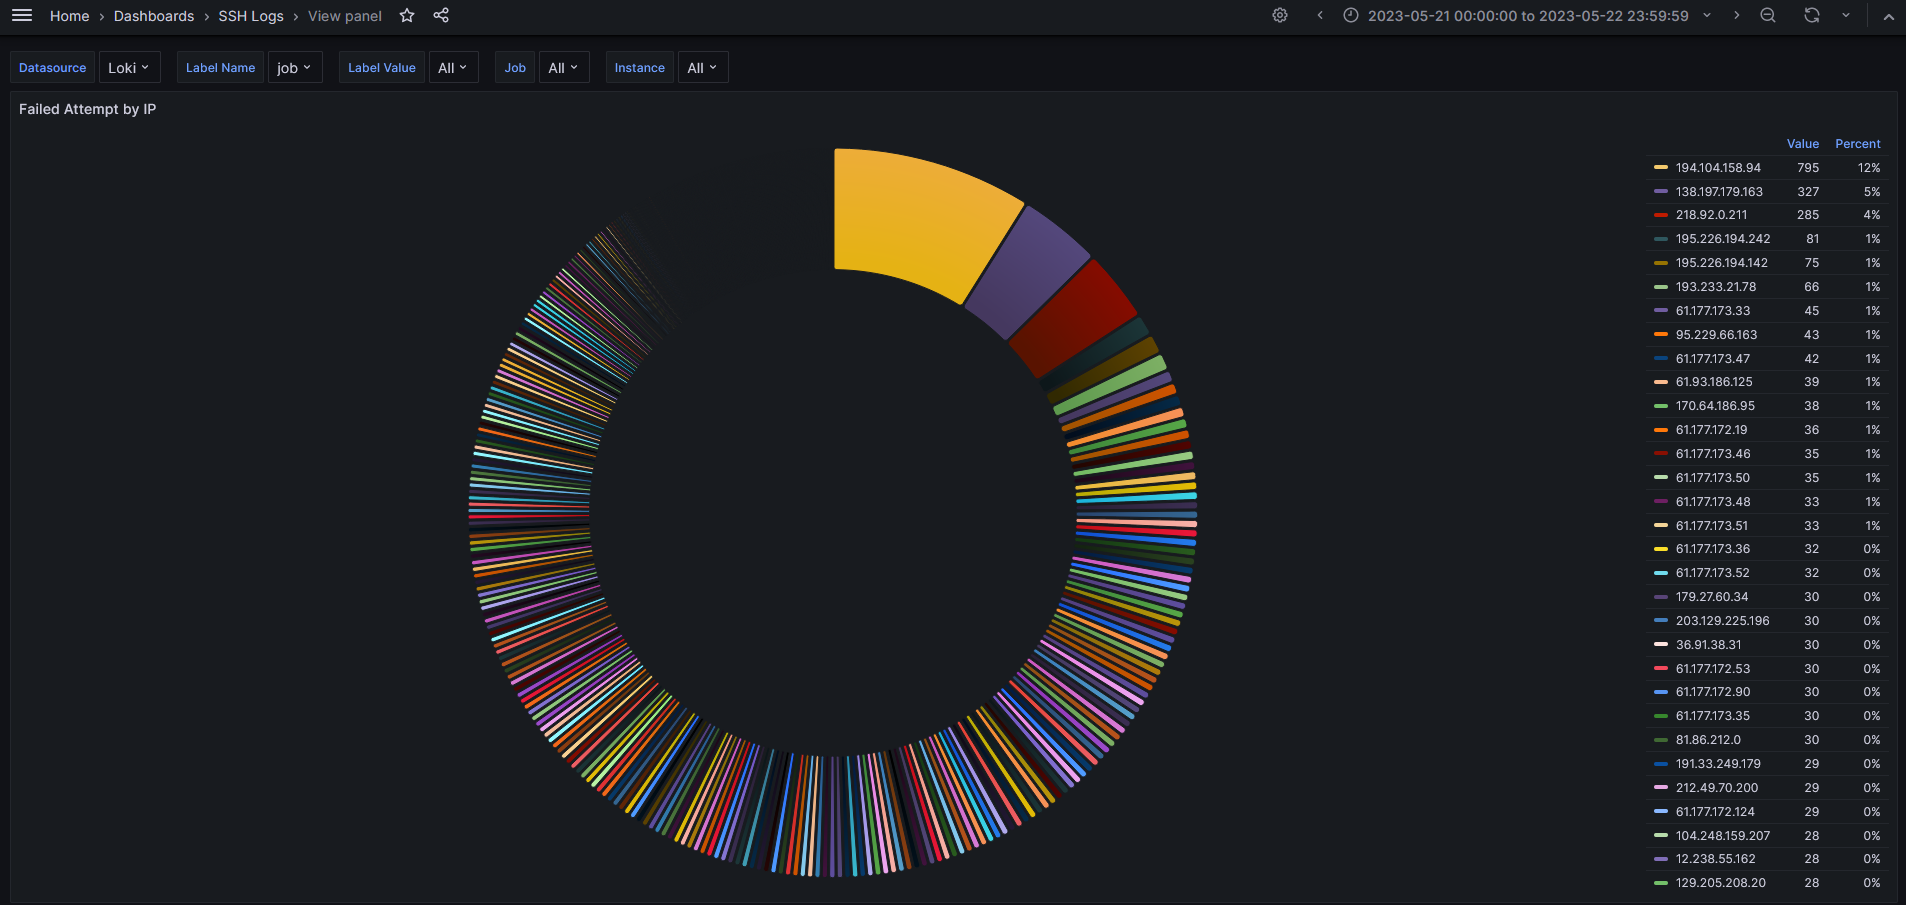 Home › Dashboards › SSH Logs › View panel
2023-05-21 00:00:00 to 2023-05-22 23:59:59
Datasource Loki Label Name job Label Value All Job All Instance All
Failed Attempt by IP
Value Percent
194.104.158.94 795 12%
138.197.179.163 327 5%
218.92.0.211 285 4%
195.226.194.242 81 1%
195.226.194.142 75 1%
193.233.21.78 66 1%
61.177.173.33 45 1%
95.229.66.163 43 1%
61.177.173.47 42 1%
61.93.186.125 39 1%
170.64.186.95 38 1%
61.177.172.19 36 1%
61.177.173.46 35 1%
61.177.173.50 35 1%
61.177.173.48 33 1%
61.177.173.51 33 1%
61.177.173.36 32 0%
61.177.173.52 32 0%
179.27.60.34 30 0%
203.129.225.196 30 0%
36.91.38.31 30 0%
61.177.172.53 30 0%
61.177.172.90 30 0%
61.177.173.35 30 0%
81.86.212.0 30 0%
191.33.249.179 29 0%
212.49.70.200 29 0%
61.177.172.124 29 0%
104.248.159.207 28 0%
12.238.55.162 28 0%
129.205.208.20 28 0%